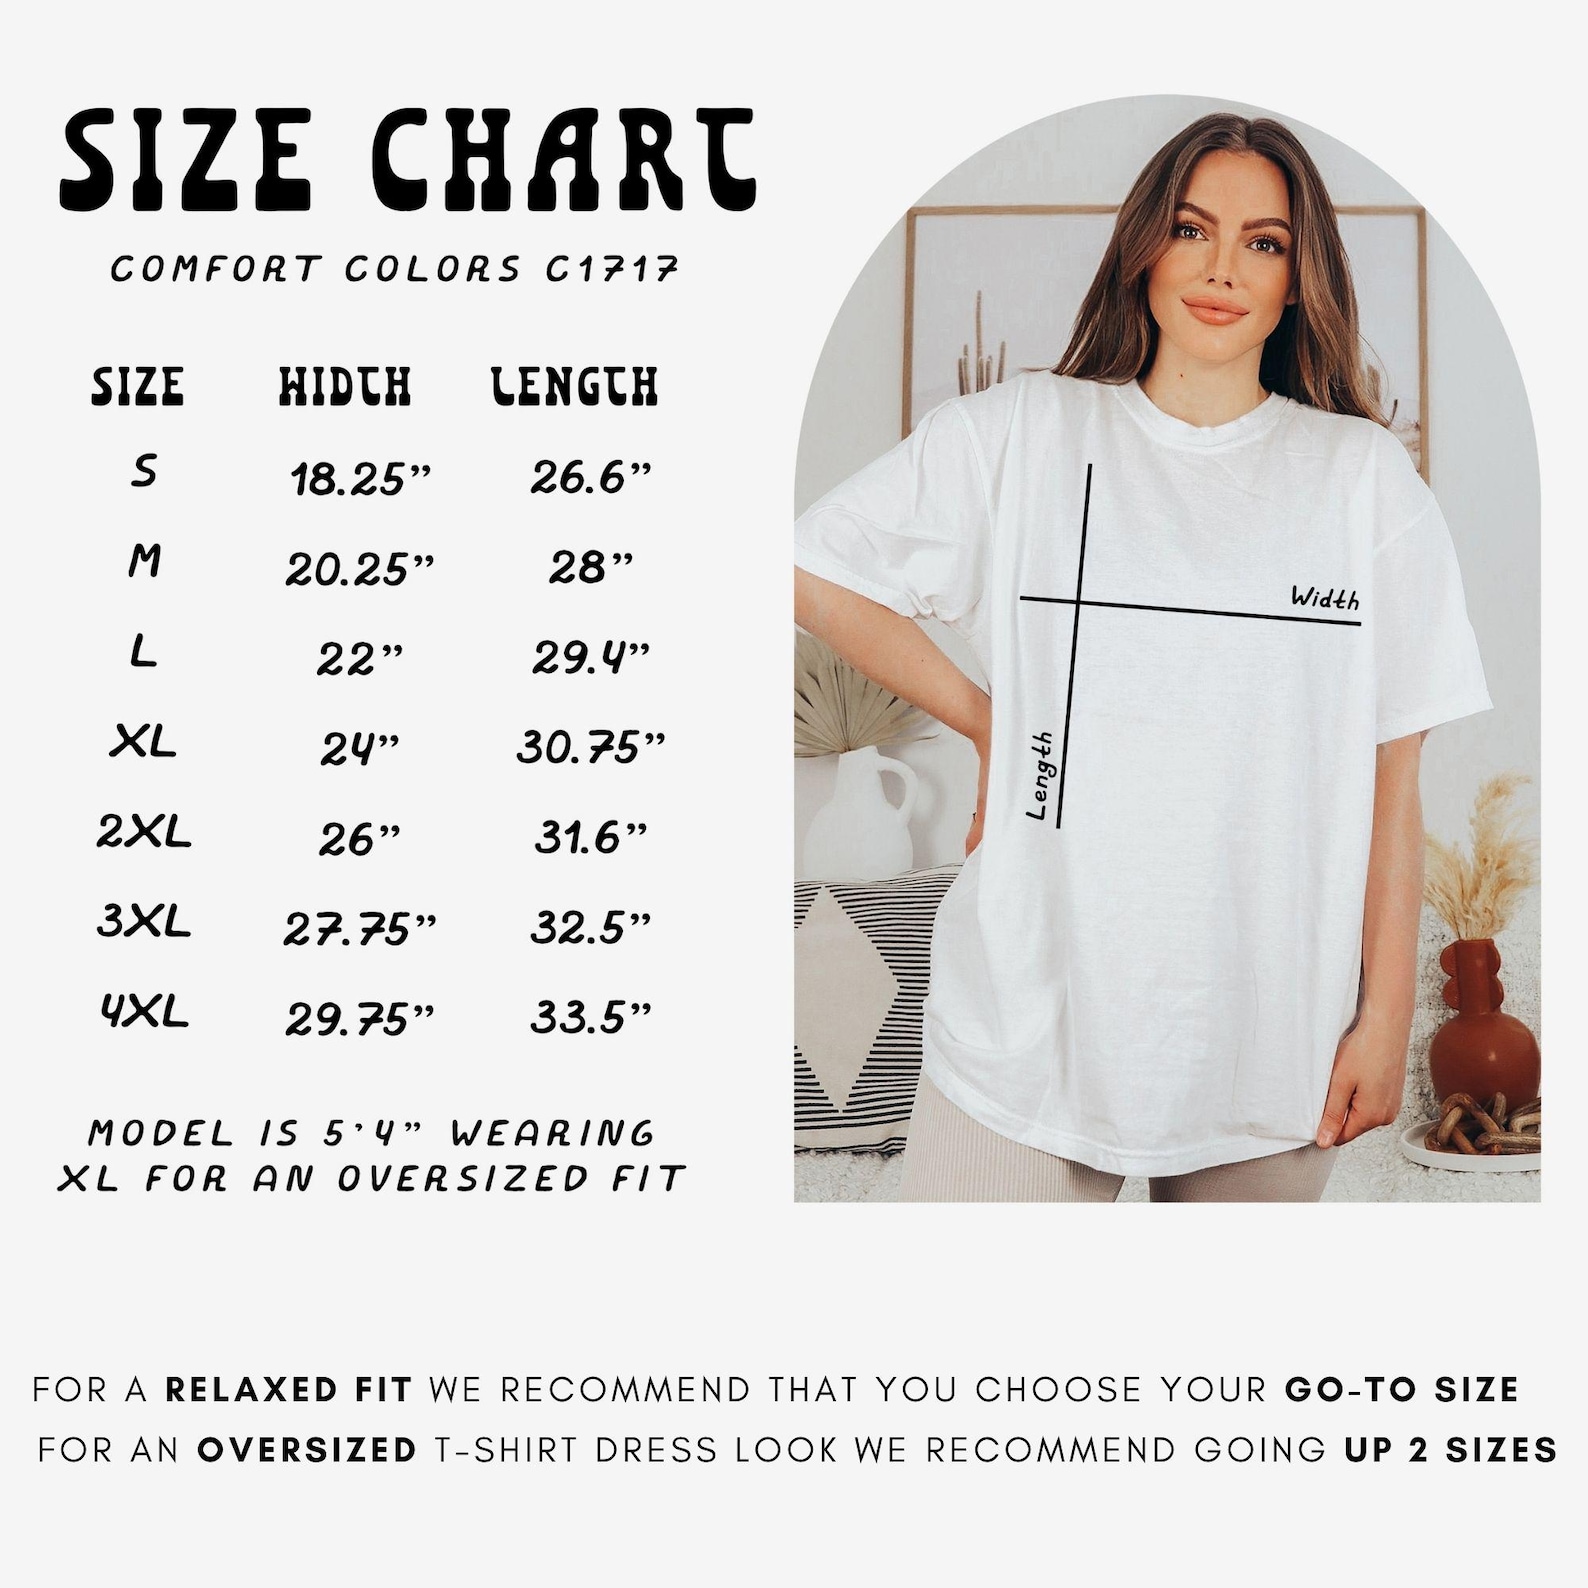 SIZE CHART
COMFORT COLORS C1717
SIZE WIDTH LENGTH
S 18.25” 26.6”
M 20.25” 28”
L 22” 29.4”
XL 24” 30.75”
2XL 26” 31.6”
3XL 27.75” 32.5”
4XL 29.75” 33.5”
MODEL IS 5’4” WEARING
XL FOR AN OVERSIZED FIT
Width
Length
FOR A RELAXED FIT WE RECOMMEND THAT YOU CHOOSE YOUR GO-TO SIZE
FOR AN OVERSIZED T-SHIRT DRESS LOOK WE RECOMMEND GOING UP 2 SIZES